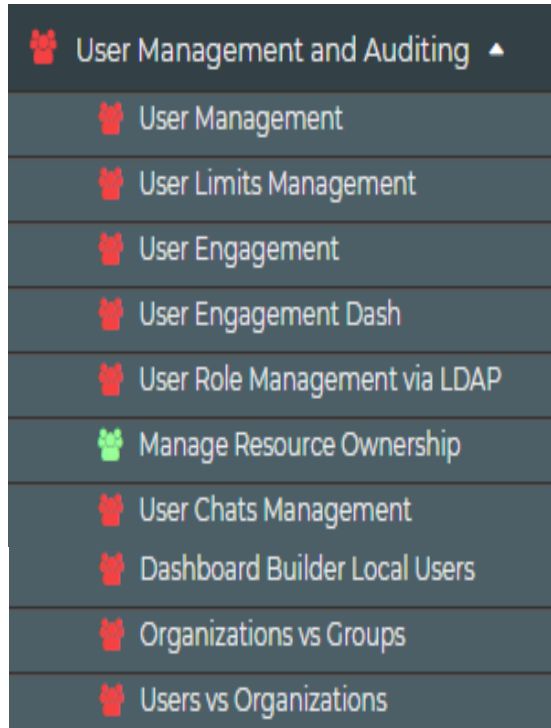 User Management and Auditing
User Management
User Limits Management
User Engagement
User Engagement Dash
User Role Management via LDAP
Manage Resource Ownership
User Chats Management
Dashboard Builder Local Users
Organizations vs Groups
Users vs Organizations